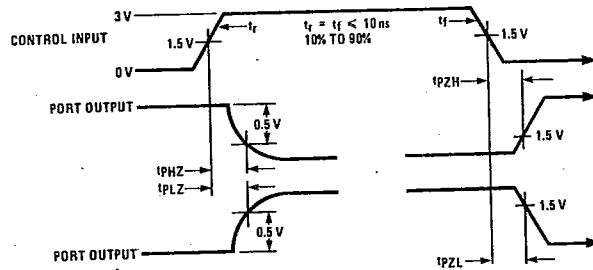 3 V
CONTROL INPUT
1.5 V
0 V
tr
tr = tf ≤ 10 ns
10% TO 90%
tf
1.5 V
tPZH
PORT OUTPUT
0.5 V
1.5 V
tPHZ
tPLZ
0.5 V
PORT OUTPUT
1.5 V
tPZL